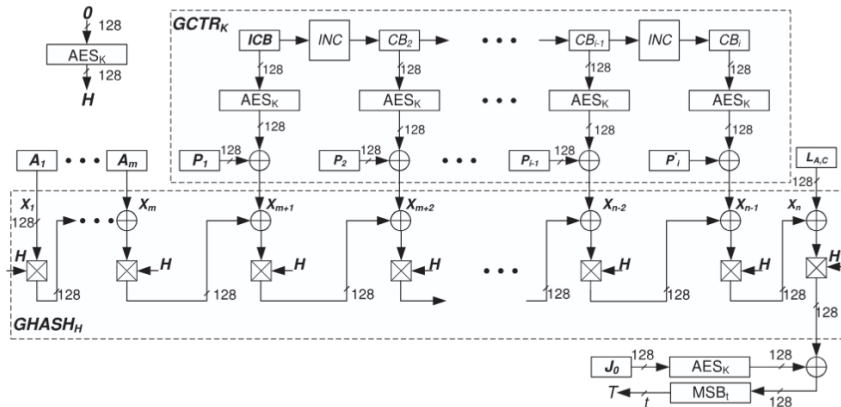 0 GCTR_K ICB INC CB_2 CB_i-1 INC CB_i
128
AES_K 128 128 128 128
128 AES_K AES_K AES_K AES_K
H 128 128 128 128
A_1 A_m P_1 128 P_2 128 P_i-1 128 P*_i L_A,C
128
X_1 X_m X_m+1 X_m+2 X_n-2 X_n-1 X_n
128
H H H H H H H
128 128 128 128 128 128
GHASH_H 128
J_0 128 AES_K 128
T t MSB_t 128